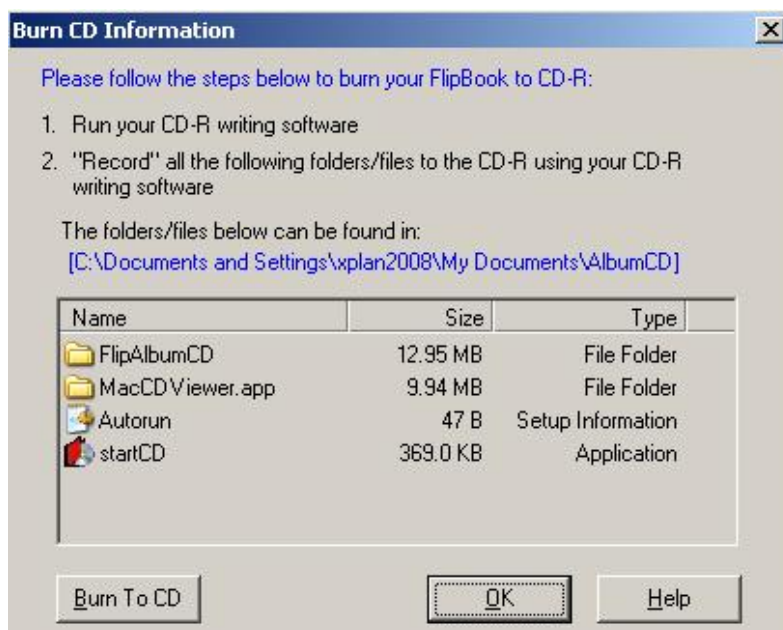 Burn CD Information
Please follow the steps below to burn your FlipBook to CD-R:
1. Run your CD-R writing software
2. "Record" all the following folders/files to the CD-R using your CD-R
writing software
The folders/files below can be found in:
[C:\Documents and Settings\xplan2008\My Documents\AlbumCD]
Name Size Type
FlipAlbumCD 12.95 MB File Folder
MacCDViewer.app 9.94 MB File Folder
Autorun 47 B Setup Information
startCD 369.0 KB Application
Burn To CD OK Help